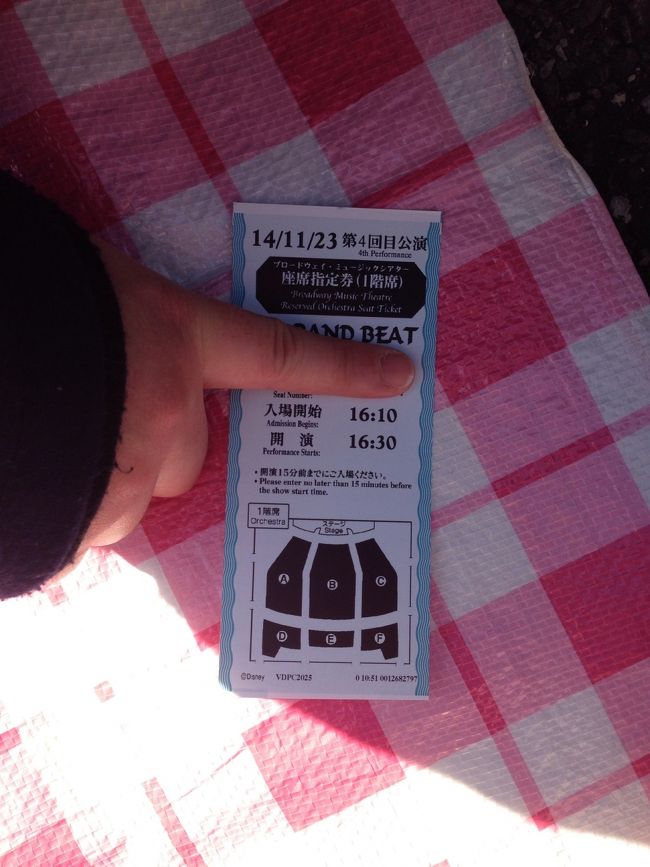 14/11/23 第4回目公演
4th Performance
ブロードウェイ・ミュージックシアター
座席指定券(1階席)
Broadway Music Theatre
Reserved Orchestra Seat Ticket
BEAT
Seat Number:
入場開始 16:10
Admission Begins:
開演 16:30
Performance Starts:
・開演15分前までにご入場ください。
・Please enter no later than 15 minutes before
the show start time.
1階席
Orchestra
ステージ
Stage
A
B
C
D
E
F
©Disney VDPC2025 0 10:51 0012682797